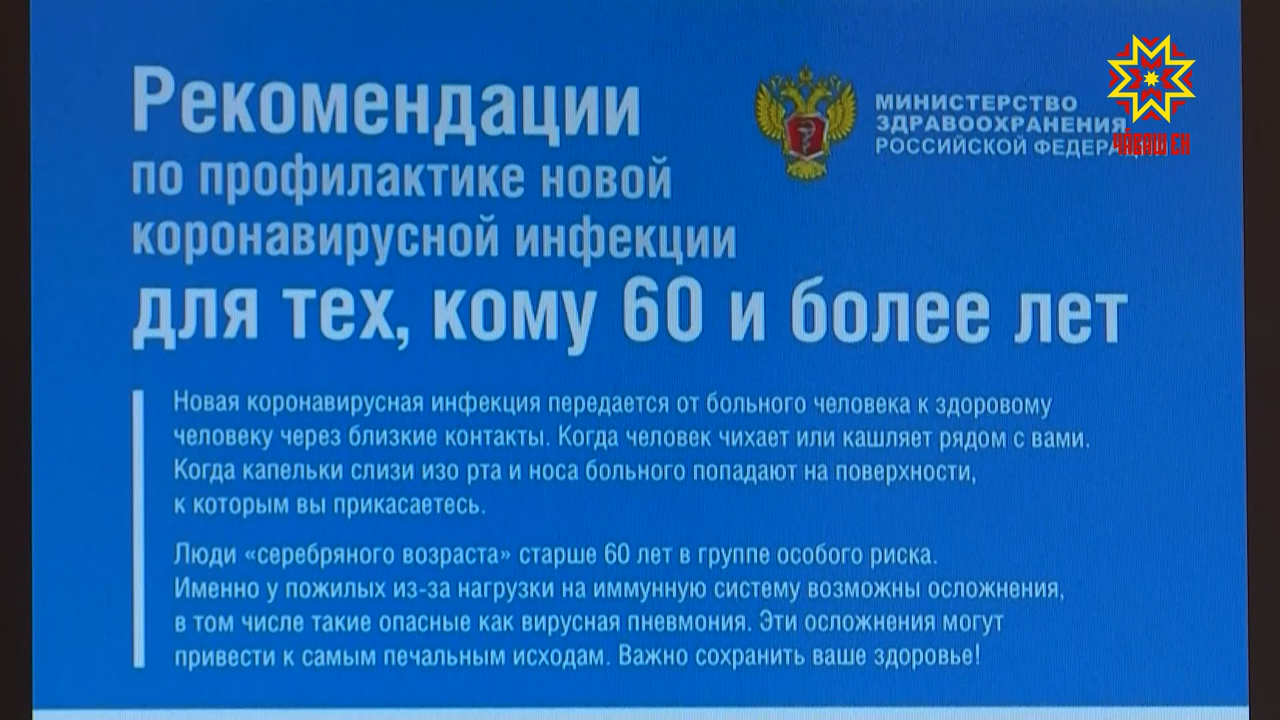 Рекомендации
по профилактике новой
коронавирусной инфекции
для тех, кому 60 и более лет
МИНИСТЕРСТВО
ЗДРАВООХРАНЕНИЯ
РОССИЙСКОЙ
ЧӐВАШ ЕН
Новая коронавирусная инфекция передается от больного человека к здоровому
человеку через близкие контакты. Когда человек чихает или кашляет рядом с вами.
Когда капельки слизи изо рта и носа больного попадают на поверхности,
к которым вы прикасаетесь.
Люди «серебряного возраста» старше 60 лет в группе особого риска.
Именно у пожилых из-за нагрузки на иммунную систему возможны осложнения,
в том числе такие опасные как вирусная пневмония. Эти осложнения могут
привести к самым печальным исходам. Важно сохранить ваше здоровье!